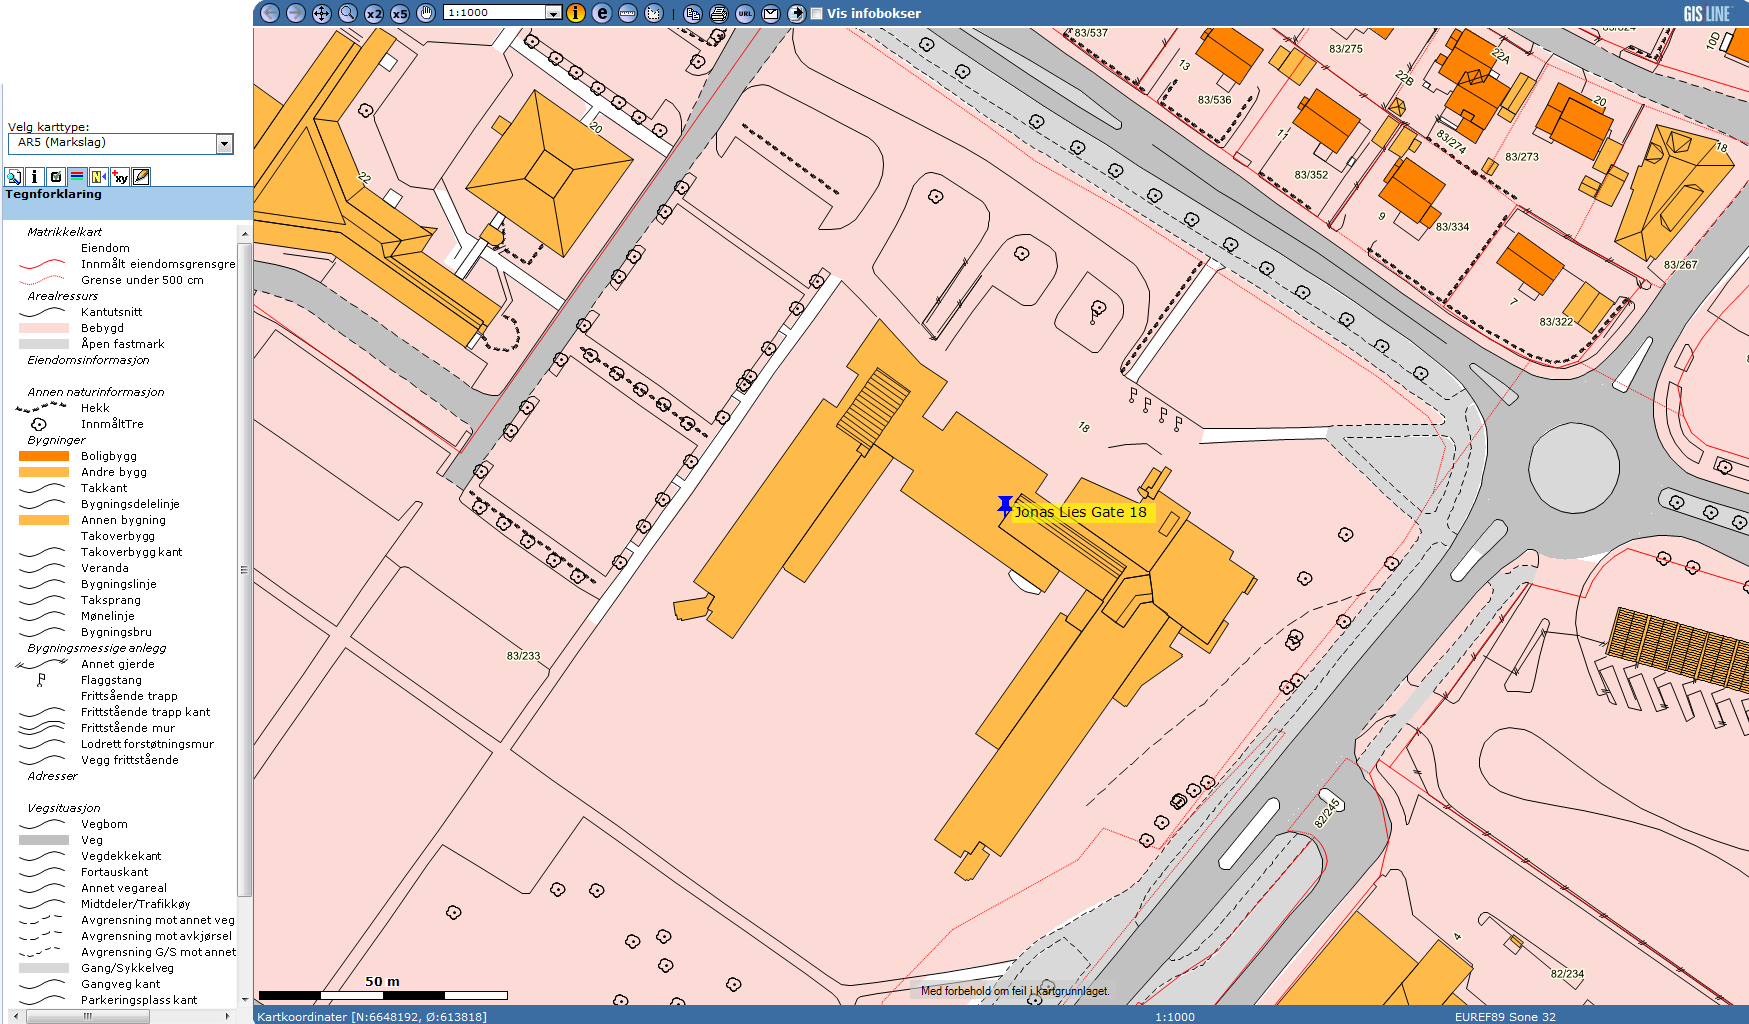 1:1000
Vis infobokser
GISLINE
Velg karttype:
AR5 (Markslag)
Tegnforklaring
Matrikkelkart
Eiendom
Innmålt eiendomsgrensgre
Grense under 500 cm
Arealressurs
Kantutsnitt
Bebygd
Åpen fastmark
Eiendomsinformasjon
Annen naturinformasjon
Hekk
InnmåltTre
Bygninger
Boligbygg
Andre bygg
Takkant
Bygningsdelelinje
Annen bygning
Takoverbygg
Takoverbygg kant
Veranda
Bygningslinje
Taksprang
Mønelinje
Bygningsbru
Bygningsmessige anlegg
Annet gjerde
Flaggstang
Frittsående trapp
Frittstående trapp kant
Frittstående mur
Lodrett forstøtningsmur
Vegg frittstående
Adresser
Vegsituasjon
Vegbom
Veg
Vegdekkekant
Fortauskant
Annet vegareal
Midtdeler/Trafikkøy
Avgrensning mot annet veg
Avgrensning mot avkjørsel
Avgrensning G/S mot annet
Gang/Sykkelveg
Gangveg kant
Parkeringsplass kant
x2
x5
i
e
URL
83/537
83/275
22A
10D
13
22B
83/536
20
20
11
83/274
18
83/273
22
83/352
9
83/334
83/267
7
83/322
18
Jonas Lies Gate 18
83/233
82/245
4
82/234
50 m
Med forbehold om feil i kartgrunnlaget.
Kartkoordinater [N:6648192, Ø:613818]
1:1000
EUREF89 Sone 32